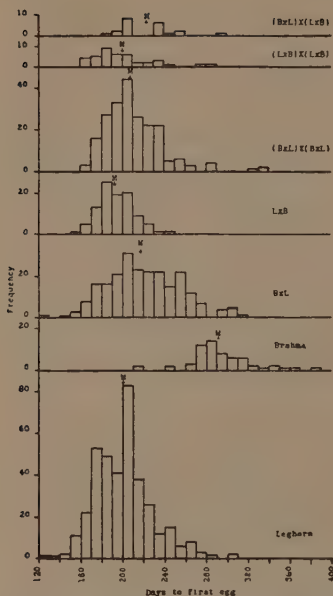 10
0
M
(BxL)X(LxB)
10
0
M
(LxB)X(LxB)
40
20
0
M
(BxL)X(BxL)
20
0
M
LxB
20
0
M
BxL
Frequency
10
0
M
Brahma
80
60
40
20
0
M
Leghorn
120
160
200
240
280
320
360
400
Days to first egg